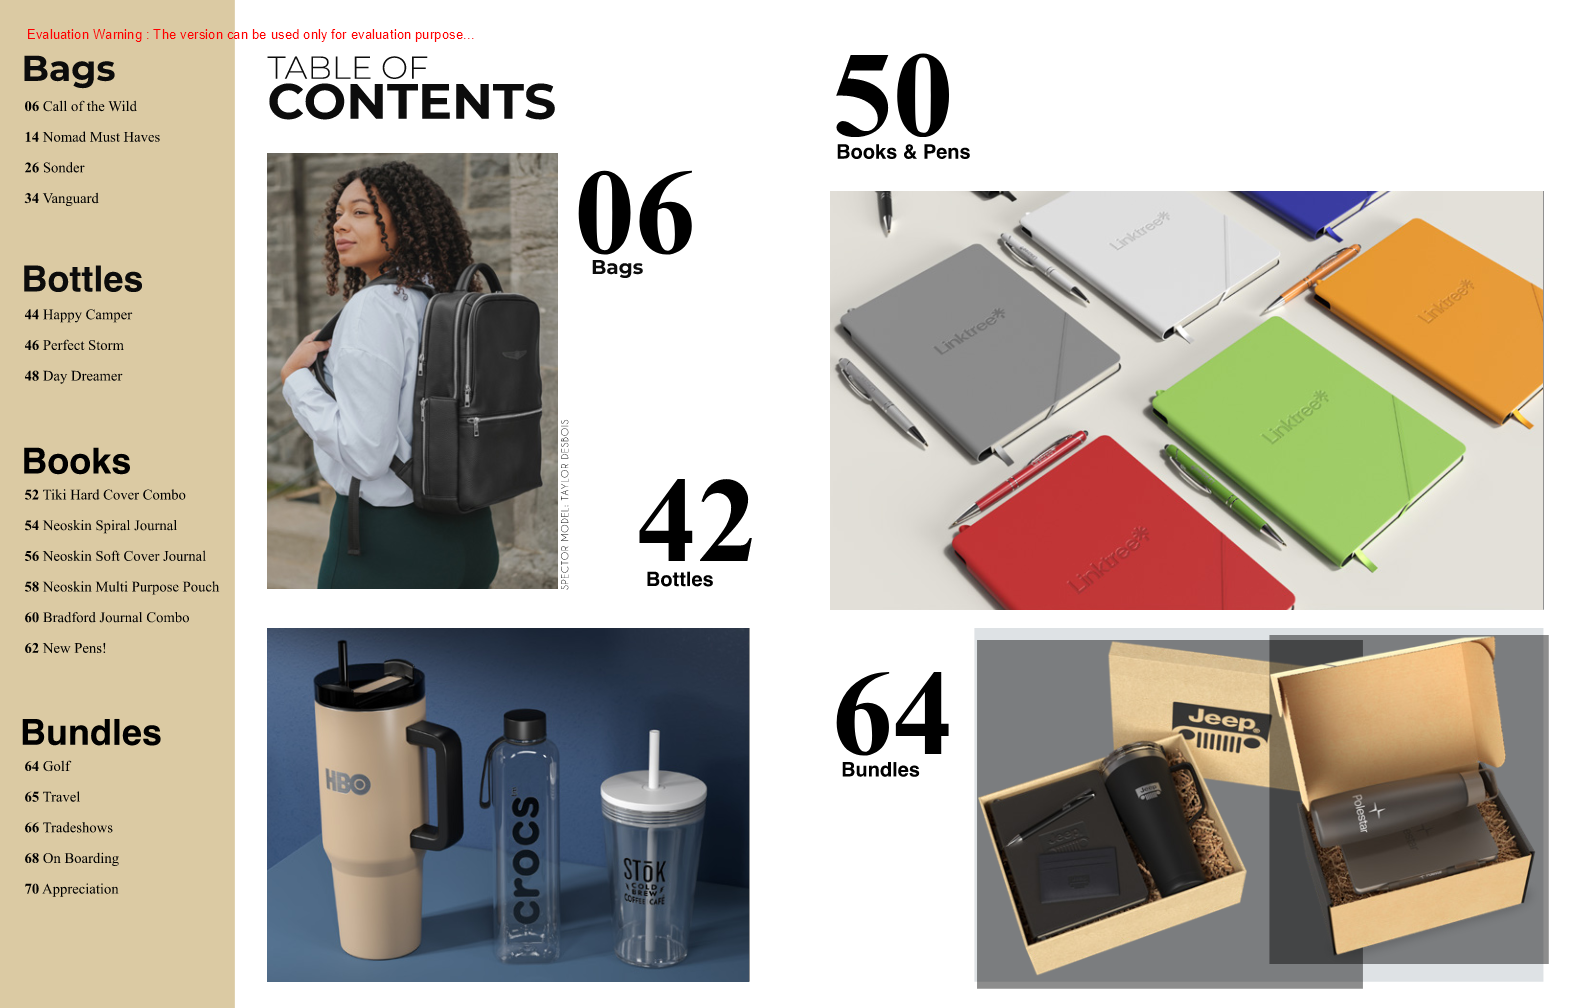 Evaluation Warning : The version can be used only for evaluation purpose...
Bags
06 Call of the Wild
14 Nomad Must Haves
26 Sonder
34 Vanguard
Bottles
44 Happy Camper
46 Perfect Storm
48 Day Dreamer
Books
52 Tiki Hard Cover Combo
54 Neoskin Spiral Journal
56 Neoskin Soft Cover Journal
58 Neoskin Multi Purpose Pouch
60 Bradford Journal Combo
62 New Pens!
Bundles
64 Golf
65 Travel
66 Tradeshows
68 On Boarding
70 Appreciation
TABLE OF
CONTENTS
06
Bags
SPECTOR MODEL: TAYLOR DESBOIS
42
Bottles
HBO
crocs
STōK
COLD
BREW
COFFEE CAFÉ
50
Books & Pens
Linktree
Linktree
Linktree
Linktree
Linktree
64
Bundles
Jeep
Jeep
Jeep
Polestar